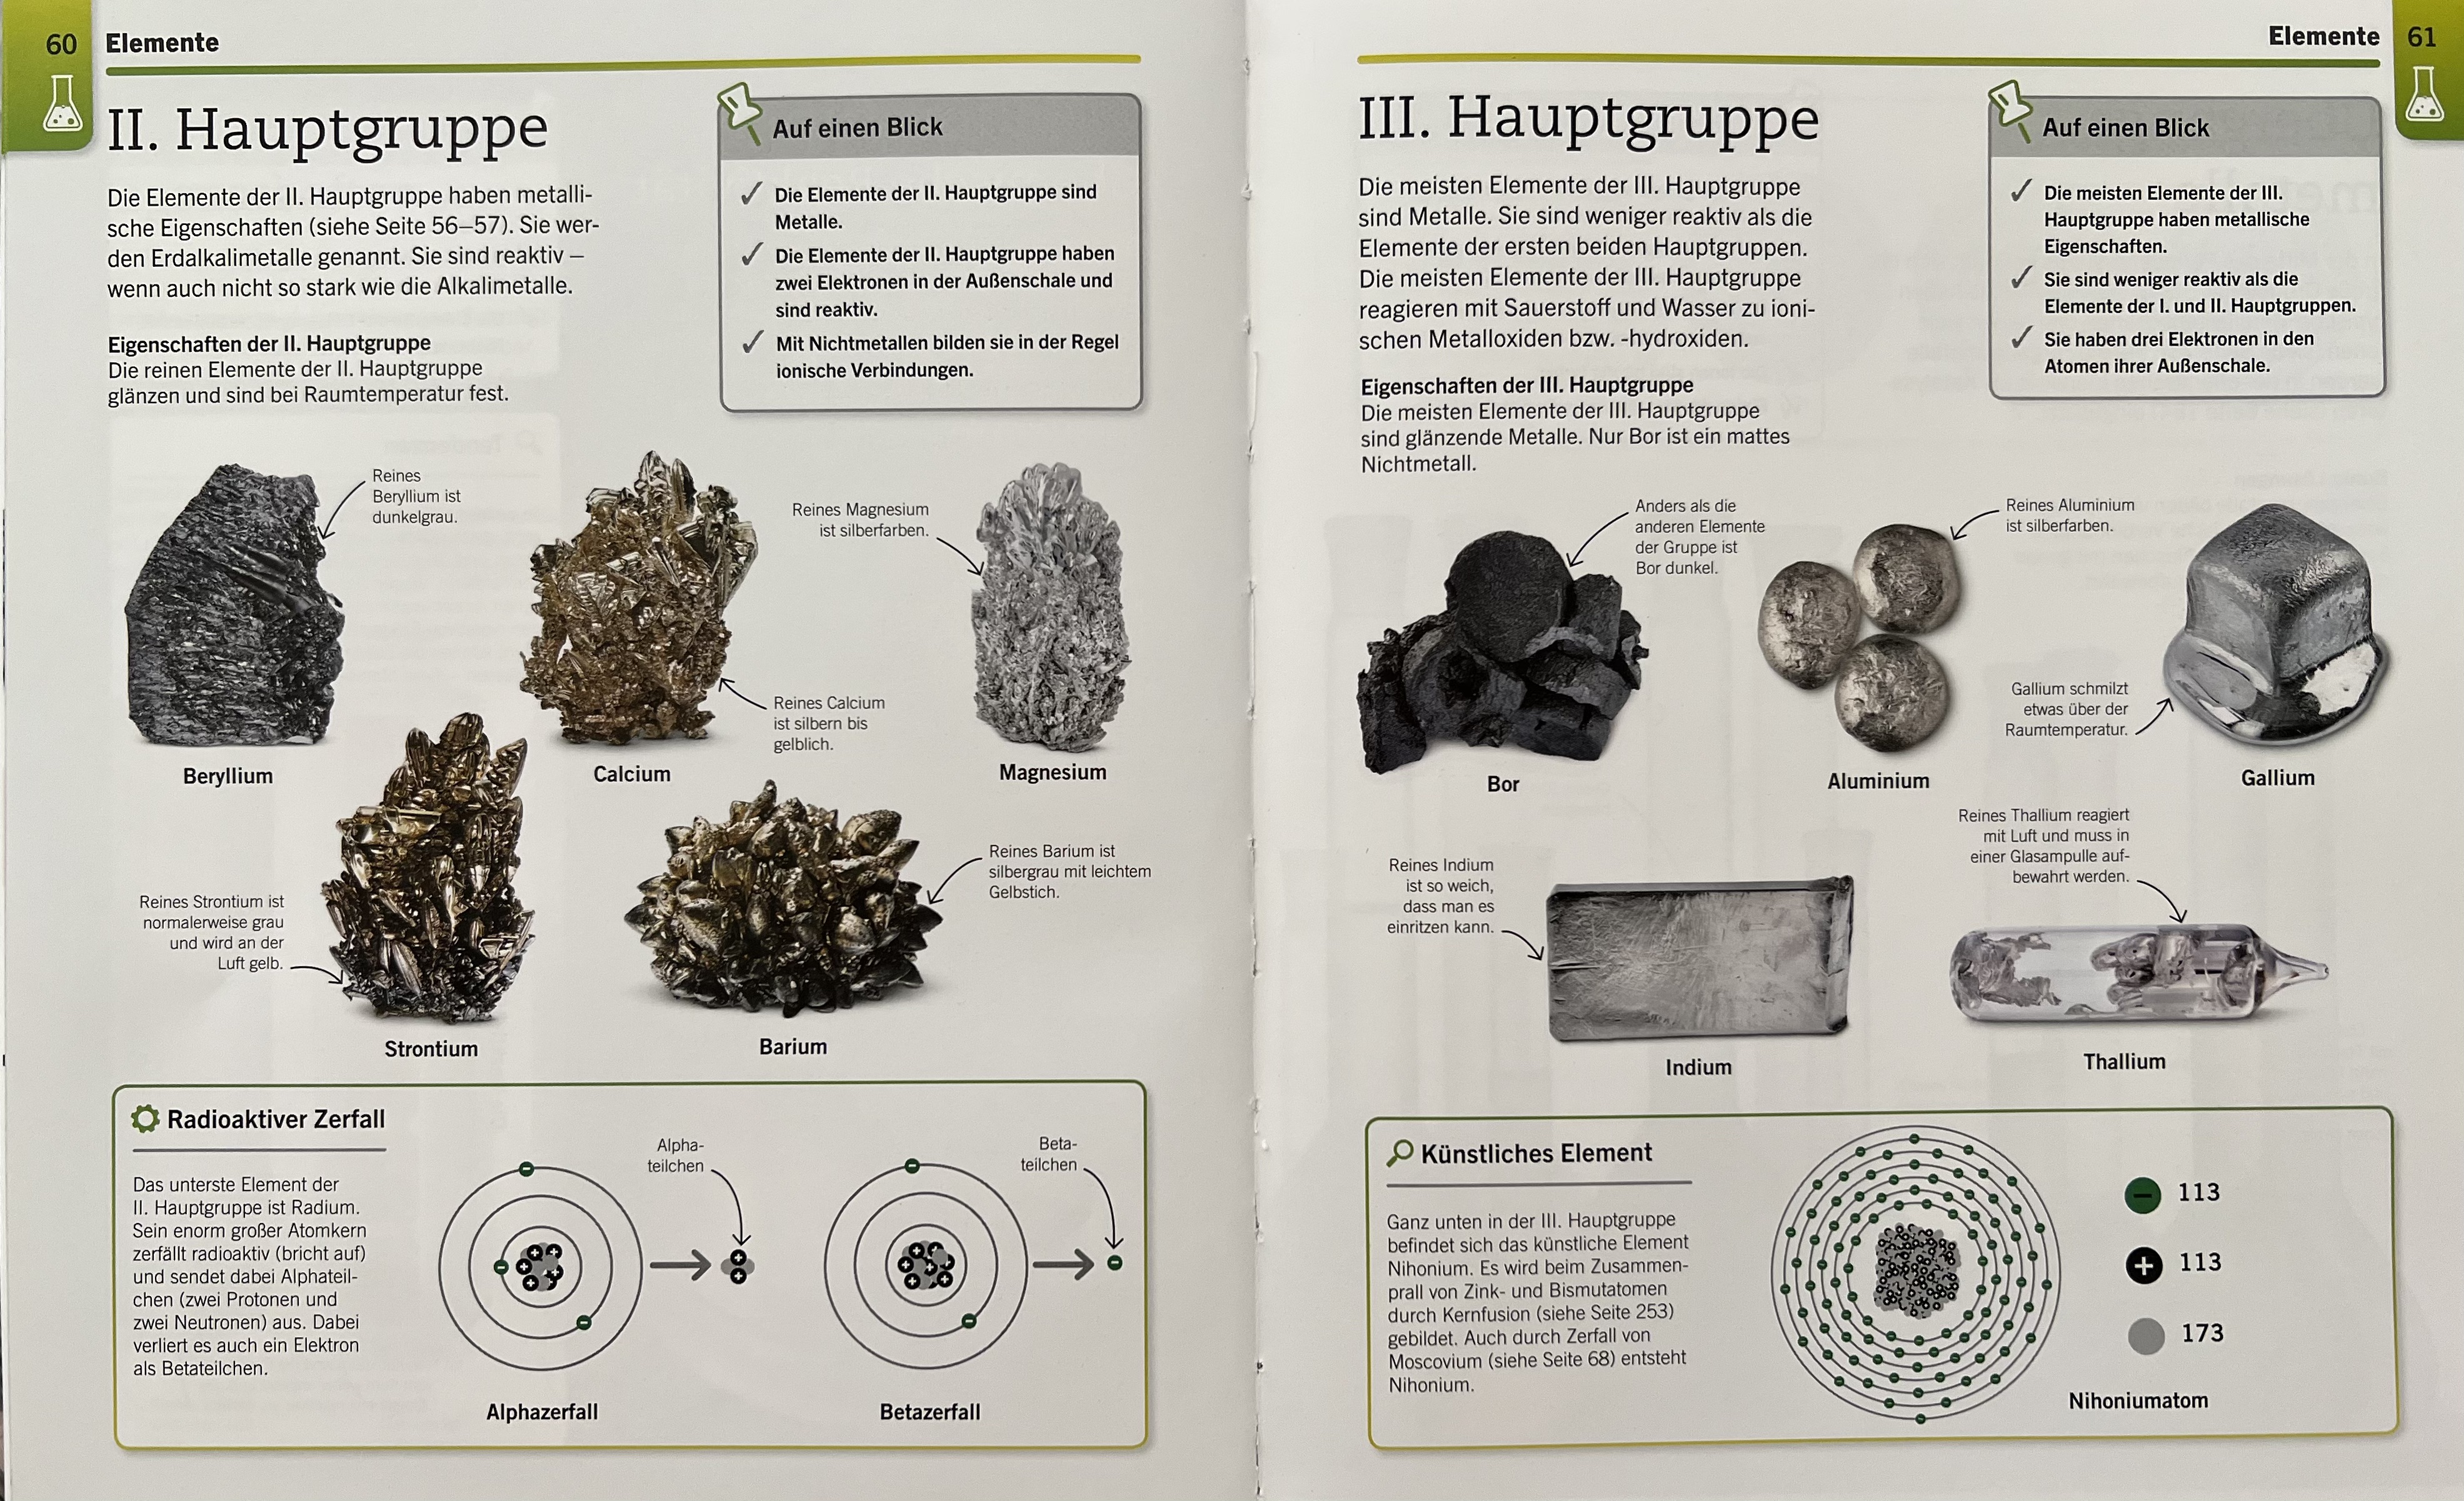 60
Elemente
II. Hauptgruppe
Die Elemente der II. Hauptgruppe haben metalli-
sche Eigenschaften (siehe Seite 56–57). Sie wer-
den Erdalkalimetalle genannt. Sie sind reaktiv –
wenn auch nicht so stark wie die Alkalimetalle.
Eigenschaften der II. Hauptgruppe
Die reinen Elemente der II. Hauptgruppe
glänzen und sind bei Raumtemperatur fest.
Auf einen Blick
✓ Die Elemente der II. Hauptgruppe sind
Metalle.
✓ Die Elemente der II. Hauptgruppe haben
zwei Elektronen in der Außenschale und
sind reaktiv.
✓ Mit Nichtmetallen bilden sie in der Regel
ionische Verbindungen.
Reines
Beryllium ist
dunkelgrau.
Beryllium
Reines Calcium
ist silbern bis
gelblich.
Calcium
Reines Magnesium
ist silberfarben.
Magnesium
Reines Strontium ist
normalerweise grau
und wird an der
Luft gelb.
Strontium
Reines Barium ist
silbergrau mit leichtem
Gelbstich.
Barium
Radioaktiver Zerfall
Das unterste Element der
II. Hauptgruppe ist Radium.
Sein enorm großer Atomkern
zerfällt radioaktiv (bricht auf)
und sendet dabei Alphateil-
chen (zwei Protonen und
zwei Neutronen) aus. Dabei
verliert es auch ein Elektron
als Betateilchen.
Alpha-
teilchen
Alphazerfall
Beta-
teilchen
Betazerfall
Elemente
61
III. Hauptgruppe
Die meisten Elemente der III. Hauptgruppe
sind Metalle. Sie sind weniger reaktiv als die
Elemente der ersten beiden Hauptgruppen.
Die meisten Elemente der III. Hauptgruppe
reagieren mit Sauerstoff und Wasser zu ioni-
schen Metalloxiden bzw. -hydroxiden.
Eigenschaften der III. Hauptgruppe
Die meisten Elemente der III. Hauptgruppe
sind glänzende Metalle. Nur Bor ist ein mattes
Nichtmetall.
Auf einen Blick
✓ Die meisten Elemente der III.
Hauptgruppe haben metallische
Eigenschaften.
✓ Sie sind weniger reaktiv als die
Elemente der I. und II. Hauptgruppen.
✓ Sie haben drei Elektronen in den
Atomen ihrer Außenschale.
Anders als die
anderen Elemente
der Gruppe ist
Bor dunkel.
Bor
Reines Aluminium
ist silberfarben.
Aluminium
Gallium schmilzt
etwas über der
Raumtemperatur.
Gallium
Reines Indium
ist so weich,
dass man es
einritzen kann.
Indium
Reines Thallium reagiert
mit Luft und muss in
einer Glasampulle auf-
bewahrt werden.
Thallium
Künstliches Element
Ganz unten in der III. Hauptgruppe
befindet sich das künstliche Element
Nihonium. Es wird beim Zusammen-
prall von Zink- und Bismutatomen
durch Kernfusion (siehe Seite 253)
gebildet. Auch durch Zerfall von
Moscovium (siehe Seite 68) entsteht
Nihonium.
113
113
173
Nihoniumatom